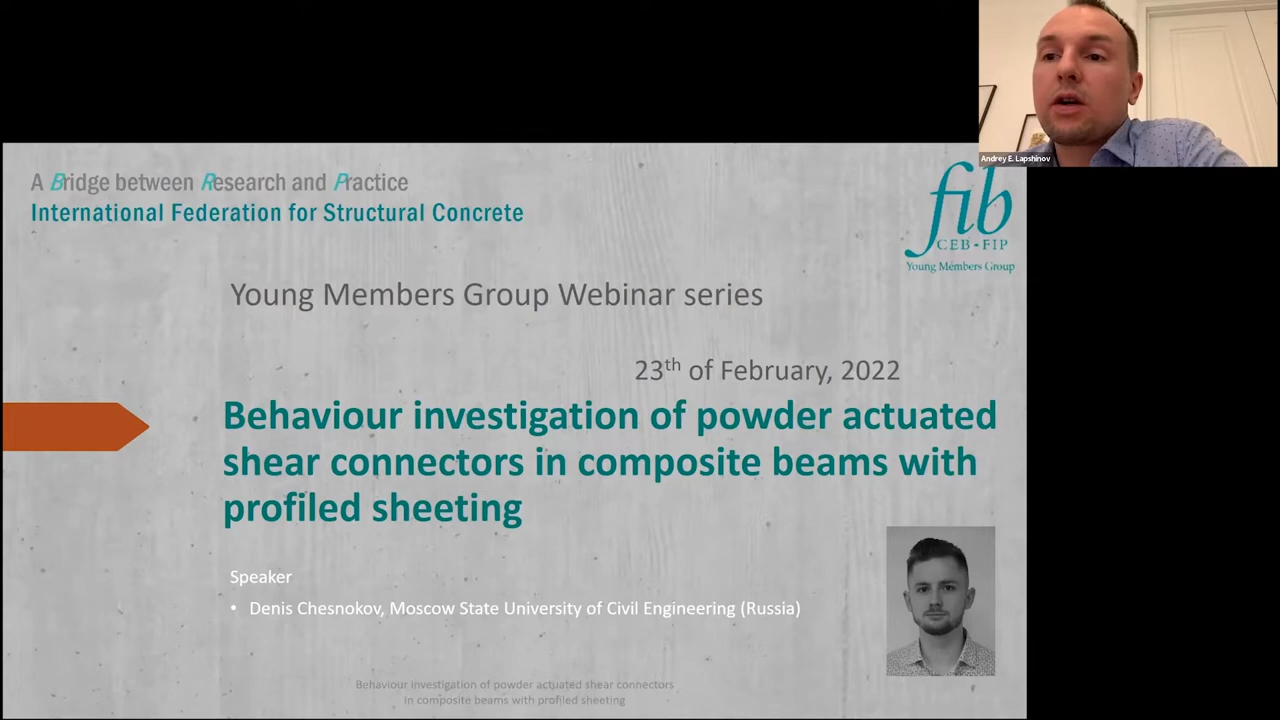 Andrey E. Lapshinov
A Bridge between Research and Practice
International Federation for Structural Concrete
fib
CEB-FIP
Young Members Group
Young Members Group Webinar series
23th of February, 2022
Behaviour investigation of powder actuated
shear connectors in composite beams with
profiled sheeting
Speaker
• Denis Chesnokov, Moscow State University of Civil Engineering (Russia)
Behaviour investigation of powder actuated shear connectors
in composite beams with profiled sheeting